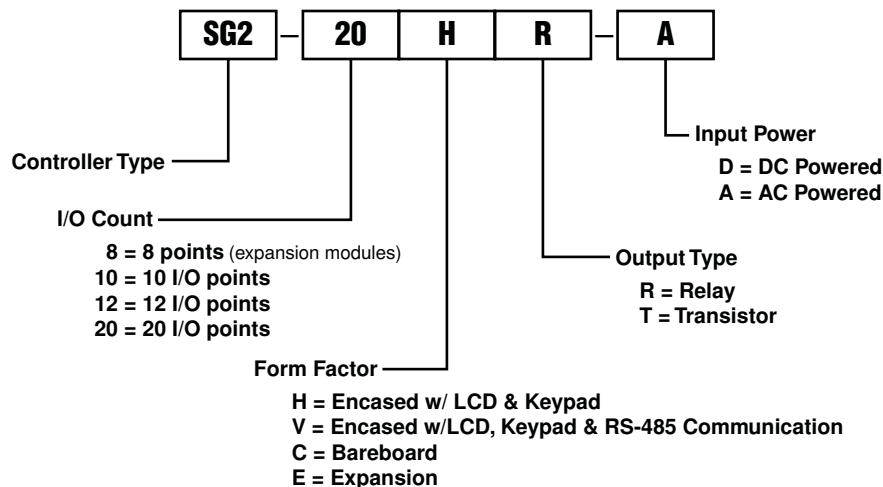 SG2 – 20 H R – A
Input Power
D = DC Powered
A = AC Powered
Controller Type
I/O Count
8 = 8 points (expansion modules)
10 = 10 I/O points
12 = 12 I/O points
20 = 20 I/O points
Output Type
R = Relay
T = Transistor
Form Factor
H = Encased w/ LCD & Keypad
V = Encased w/LCD, Keypad & RS-485 Communication
C = Bareboard
E = Expansion